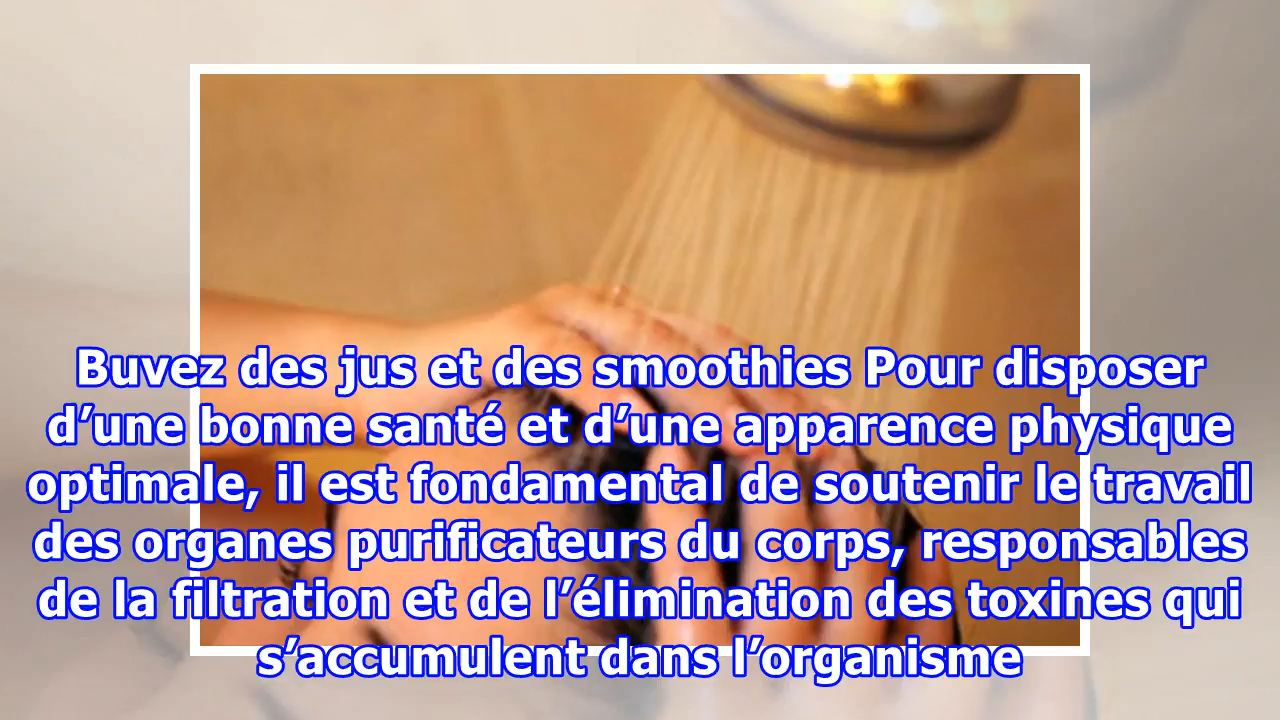 Buvez des jus et des smoothies Pour disposer
d’une bonne santé et d’une apparence physique
optimale, il est fondamental de soutenir le travail
des organes purificateurs du corps, responsables
de la filtration et de l’élimination des toxines qui
s’accumulent dans l’organisme